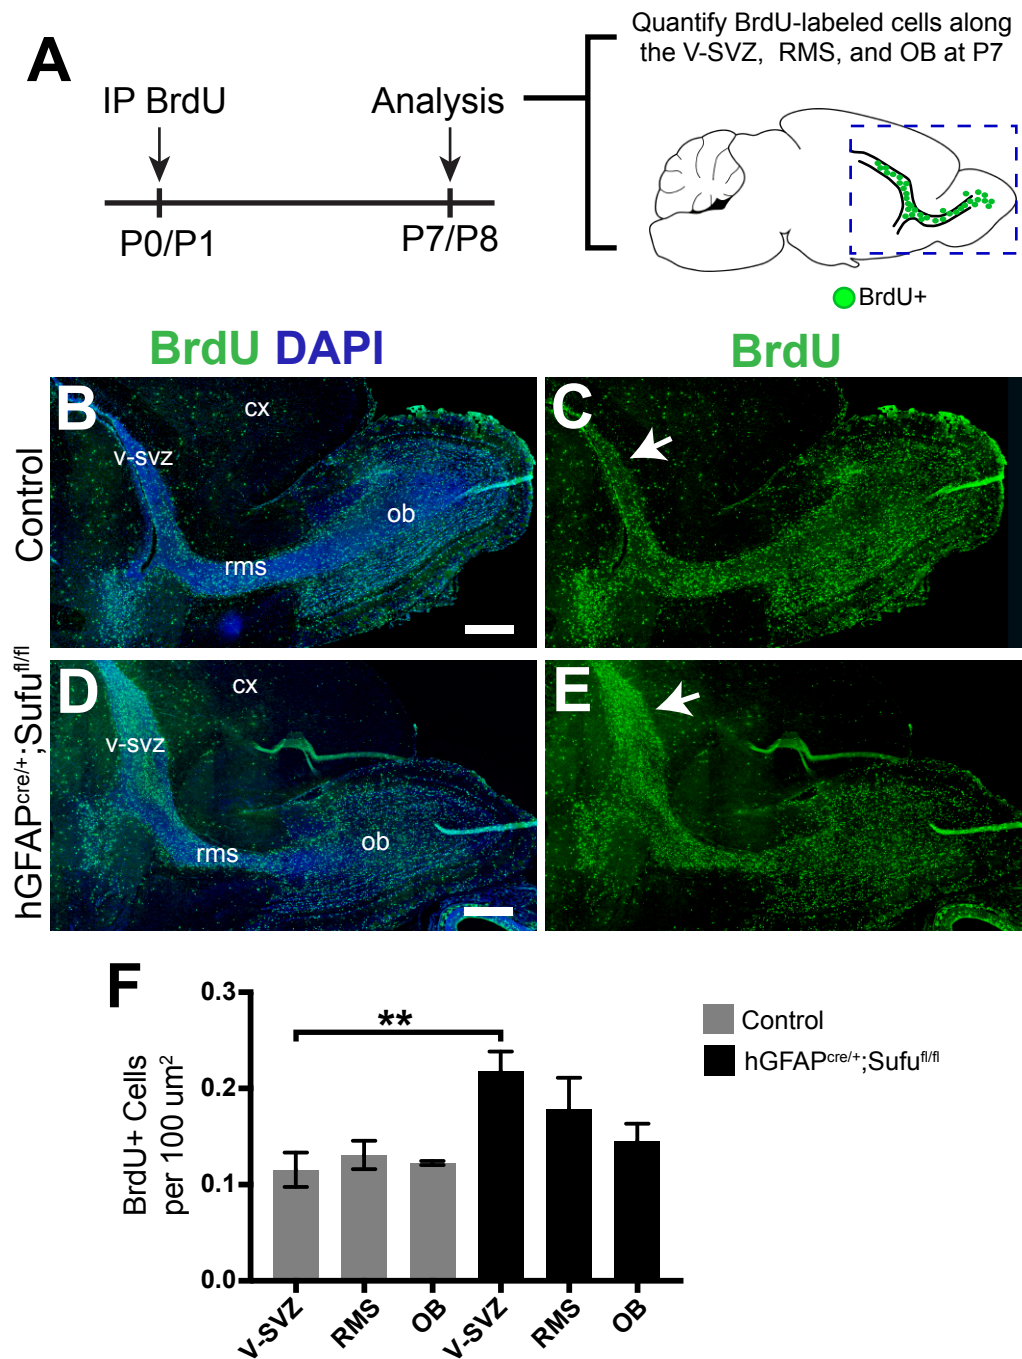 A
Quantify BrdU-labeled cells along
the V-SVZ, RMS, and OB at P7
IP BrdU
Analysis
P0/P1
P7/P8
BrdU+
BrdU DAPI
BrdU
Control
B
cx
v-svz
ob
rms
C
hGFAPcre/+;Sufufl/fl
D
cx
v-svz
rms
ob
E
F
BrdU+ Cells
per 100 um²
0.3
0.2
0.1
0.0
**
V-SVZ
RMS
OB
V-SVZ
RMS
OB
Control
hGFAPcre/+;Sufufl/fl